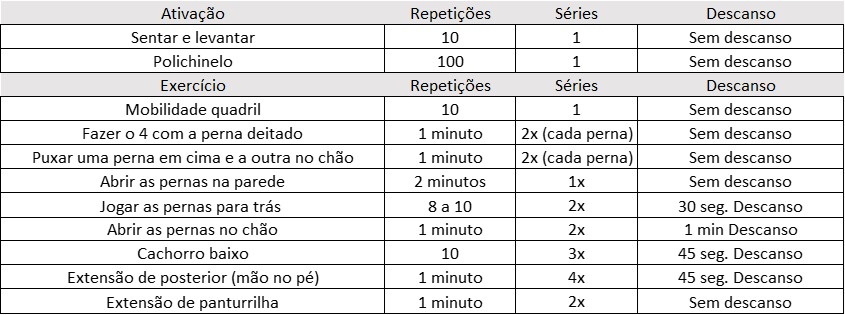 Ativação Repetições Séries Descanso
Sentar e levantar 10 1 Sem descanso
Polichinelo 100 1 Sem descanso
Exercício Repetições Séries Descanso
Mobilidade quadril 10 1 Sem descanso
Fazer o 4 com a perna deitado 1 minuto 2x (cada perna) Sem descanso
Puxar uma perna em cima e a outra no chão 1 minuto 2x (cada perna) Sem descanso
Abrir as pernas na parede 2 minutos 1x Sem descanso
Jogar as pernas para trás 8 a 10 2x 30 seg. Descanso
Abrir as pernas no chão 1 minuto 2x 1 min Descanso
Cachorro baixo 10 3x 45 seg. Descanso
Extensão de posterior (mão no pé) 1 minuto 4x 45 seg. Descanso
Extensão de panturrilha 1 minuto 2x Sem descanso